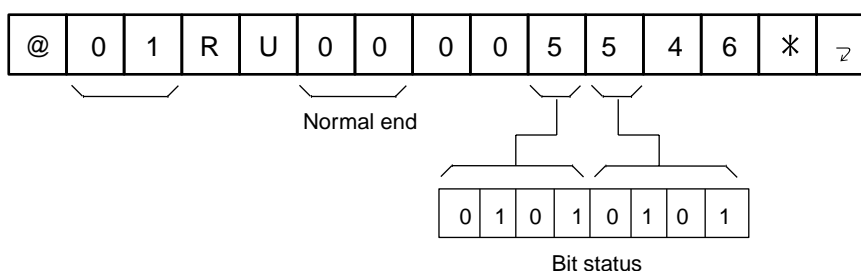 @ 0 1 R U 0 0 0 0 5 5 4 6 * ↵
Normal end
0 1 0 1 0 1 0 1
Bit status